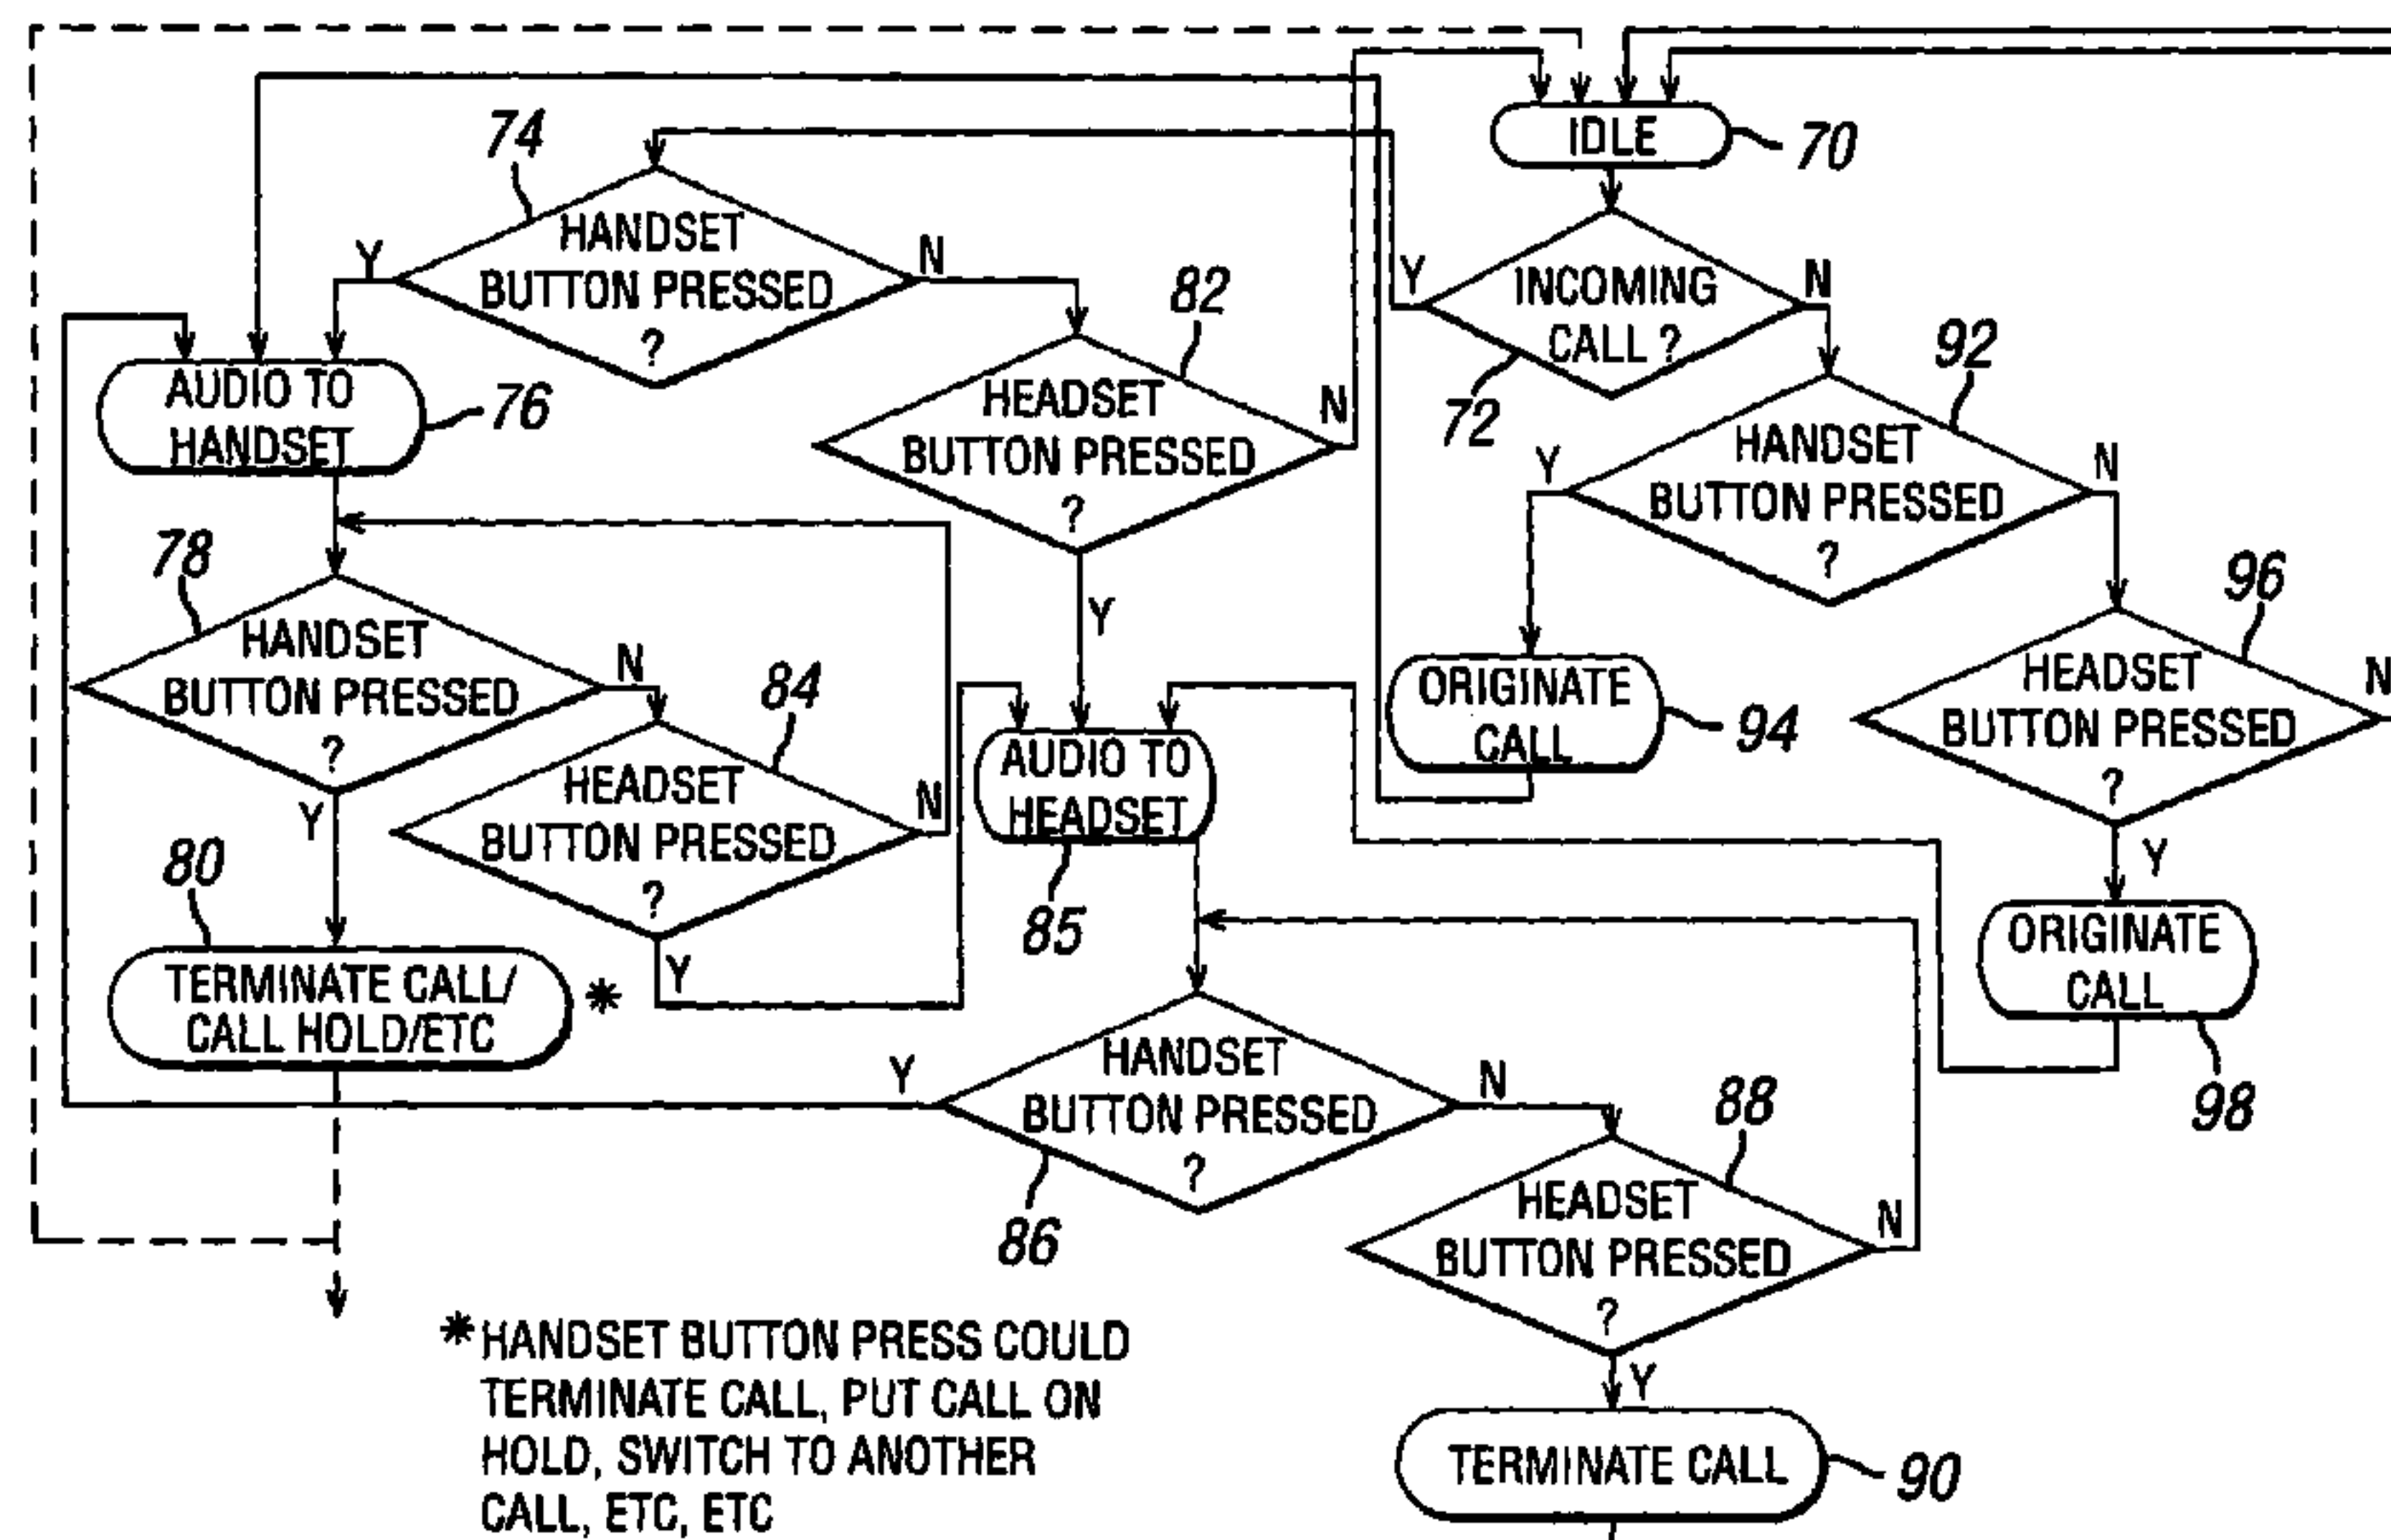 IDLE
70
74
HANDSET
BUTTON PRESSED
?
Y
N
82
INCOMING
CALL ?
Y
N
72
92
AUDIO TO
HANDSET
76
HEADSET
BUTTON PRESSED
?
N
Y
HANDSET
BUTTON PRESSED
?
Y
N
96
78
HANDSET
BUTTON PRESSED
?
N
Y
84
HEADSET
BUTTON PRESSED
?
N
Y
AUDIO TO
HEADSET
85
ORIGINATE
CALL
94
HEADSET
BUTTON PRESSED
?
N
Y
80
TERMINATE CALL/
CALL HOLD/ETC
*
ORIGINATE
CALL
98
HANDSET
BUTTON PRESSED
?
Y
N
86
88
HEADSET
BUTTON PRESSED
?
N
Y
* HANDSET BUTTON PRESS COULD
TERMINATE CALL, PUT CALL ON
HOLD, SWITCH TO ANOTHER
CALL, ETC, ETC
TERMINATE CALL
90